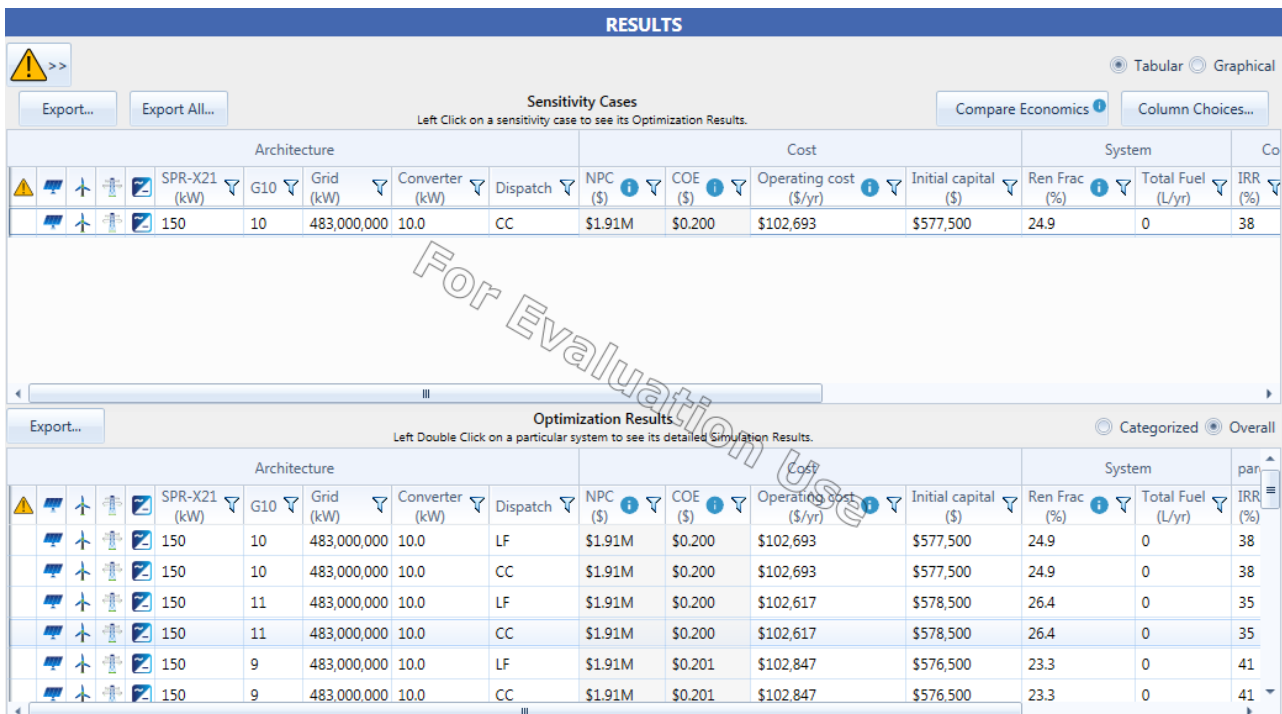 RESULTS
>>
Tabular Graphical
Export... Export All... Sensitivity Cases Compare Economics Column Choices...
Left Click on a sensitivity case to see its Optimization Results.
Architecture Cost System Co
SPR-X21 (kW) G10 Grid (kW) Converter (kW) Dispatch NPC ($) COE ($) Operating cost ($/yr) Initial capital ($) Ren Frac (%) Total Fuel (L/yr) IRR (%)
150 10 483,000,000 10.0 CC $1.91M $0.200 $102,693 $577,500 24.9 0 38
For Evaluation Use
Export... Optimization Results Categorized Overall
Left Double Click on a particular system to see its detailed Simulation Results.
Architecture Cost System par
SPR-X21 (kW) G10 Grid (kW) Converter (kW) Dispatch NPC ($) COE ($) Operating cost ($/yr) Initial capital ($) Ren Frac (%) Total Fuel (L/yr) IRR (%)
150 10 483,000,000 10.0 LF $1.91M $0.200 $102,693 $577,500 24.9 0 38
150 10 483,000,000 10.0 CC $1.91M $0.200 $102,693 $577,500 24.9 0 38
150 11 483,000,000 10.0 LF $1.91M $0.200 $102,617 $578,500 26.4 0 35
150 11 483,000,000 10.0 CC $1.91M $0.200 $102,617 $578,500 26.4 0 35
150 9 483,000,000 10.0 LF $1.91M $0.201 $102,847 $576,500 23.3 0 41
150 9 483,000,000 10.0 CC $1.91M $0.201 $102,847 $576,500 23.3 0 41